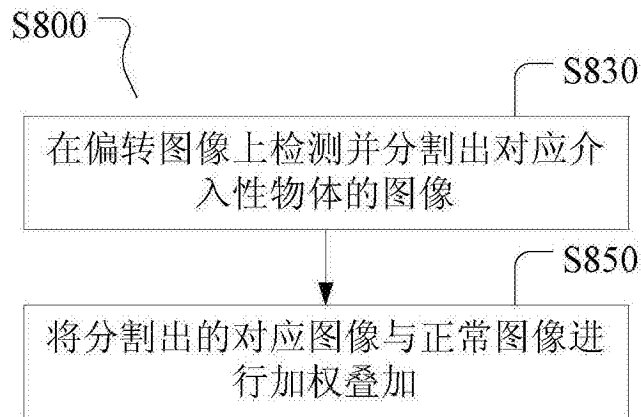 S800
S830
在偏转图像上检测并分割出对应介
入性物体的图像
S850
将分割出的对应图像与正常图像进
行加权叠加